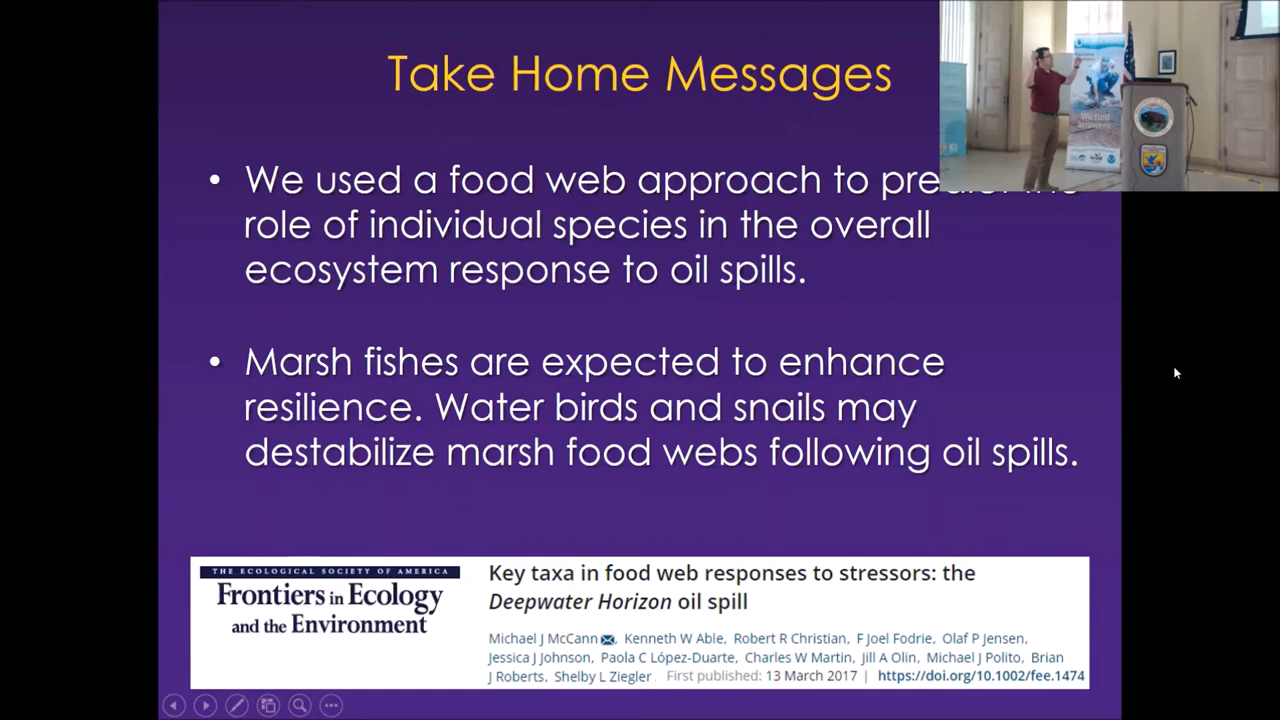 Take Home Messages
• We used a food web approach to predict the
role of individual species in the overall
ecosystem response to oil spills.
• Marsh fishes are expected to enhance
resilience. Water birds and snails may
destabilize marsh food webs following oil spills.
THE ECOLOGICAL SOCIETY OF AMERICA
Frontiers in Ecology
and the Environment
Key taxa in food web responses to stressors: the
Deepwater Horizon oil spill
Michael J McCann, Kenneth W Able, Robert R Christian, F Joel Fodrie, Olaf P Jensen,
Jessica J Johnson, Paola C López-Duarte, Charles W Martin, Jill A Olin, Michael J Polito, Brian
J Roberts, Shelby L Ziegler. First published: 13 March 2017 | https://doi.org/10.1002/fee.1474
We find
answers